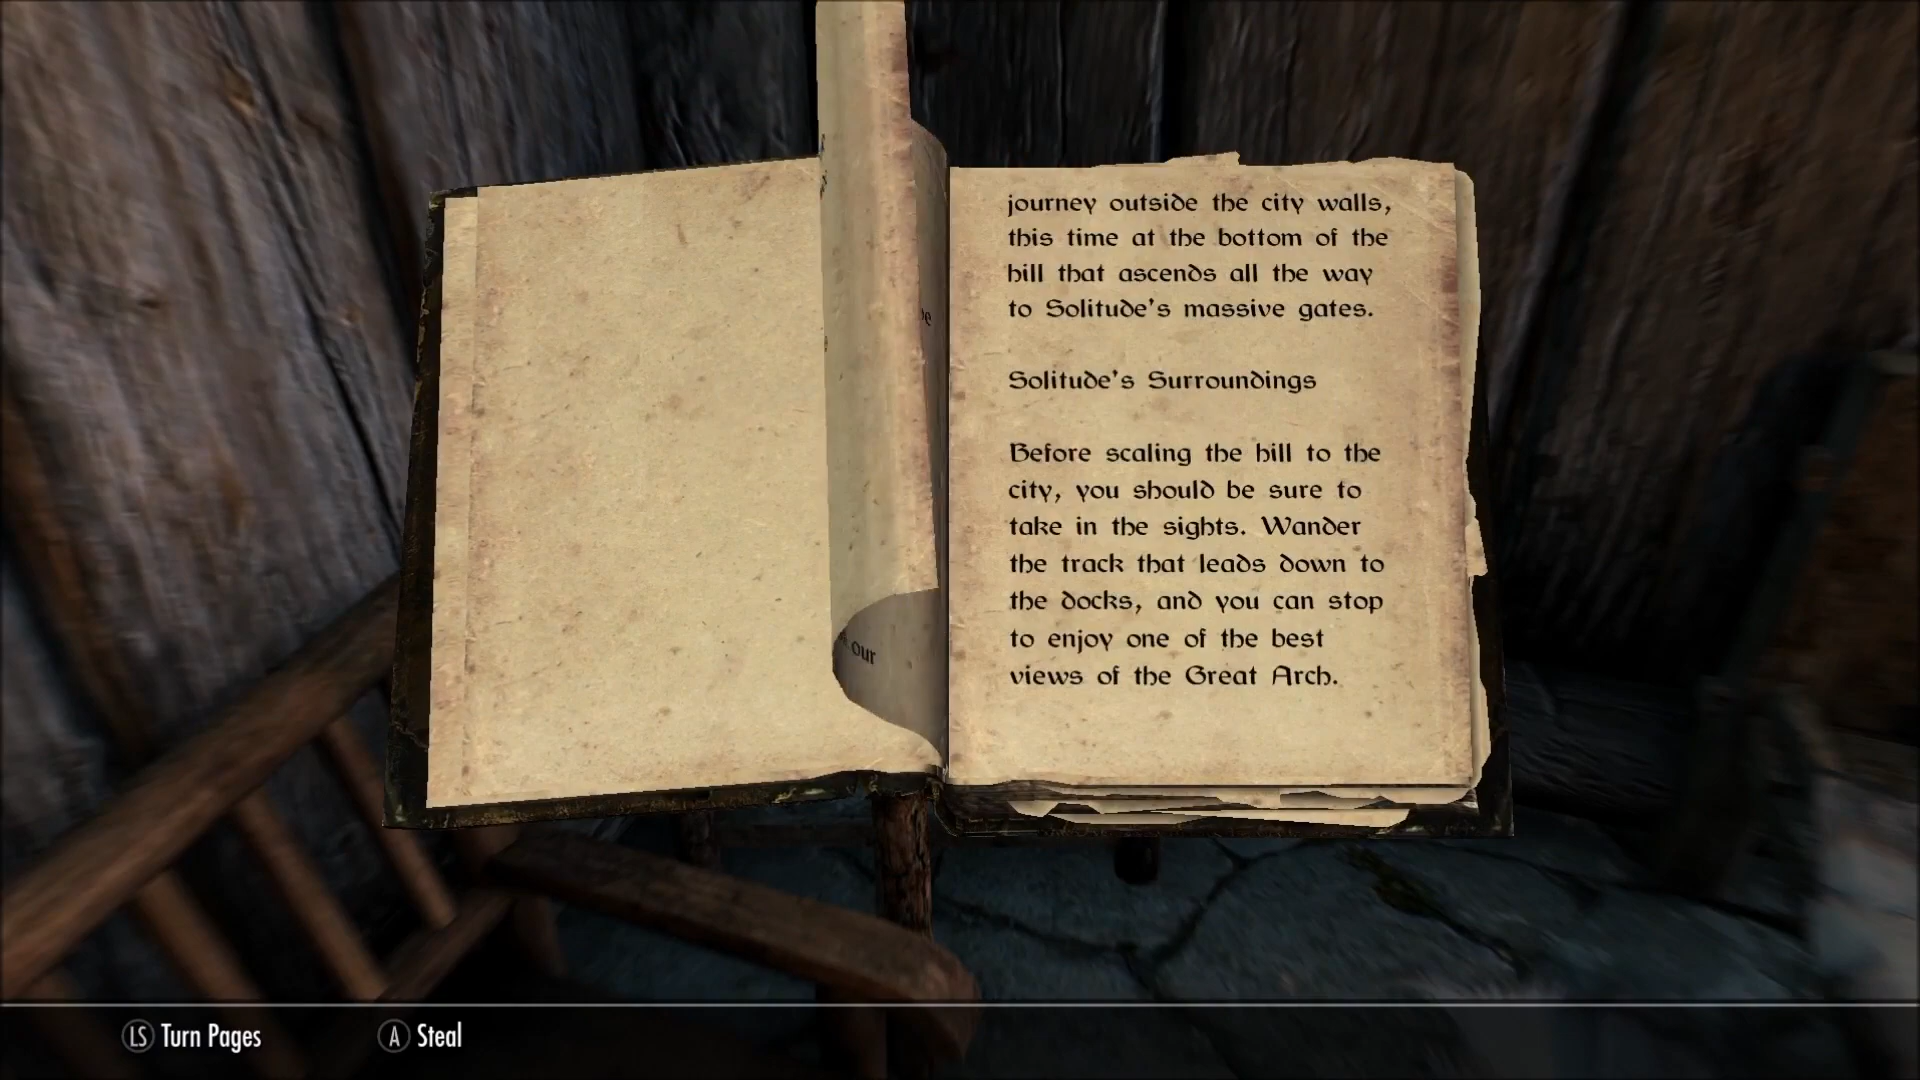 our
journey outside the city walls,
this time at the bottom of the
hill that ascends all the way
to Solitude's massive gates.
Solitude's Surroundings
Before scaling the hill to the
city, you should be sure to
take in the sights. Wander
the track that leads down to
the docks, and you can stop
to enjoy one of the best
views of the Great Arch.
LS Turn Pages
A Steal